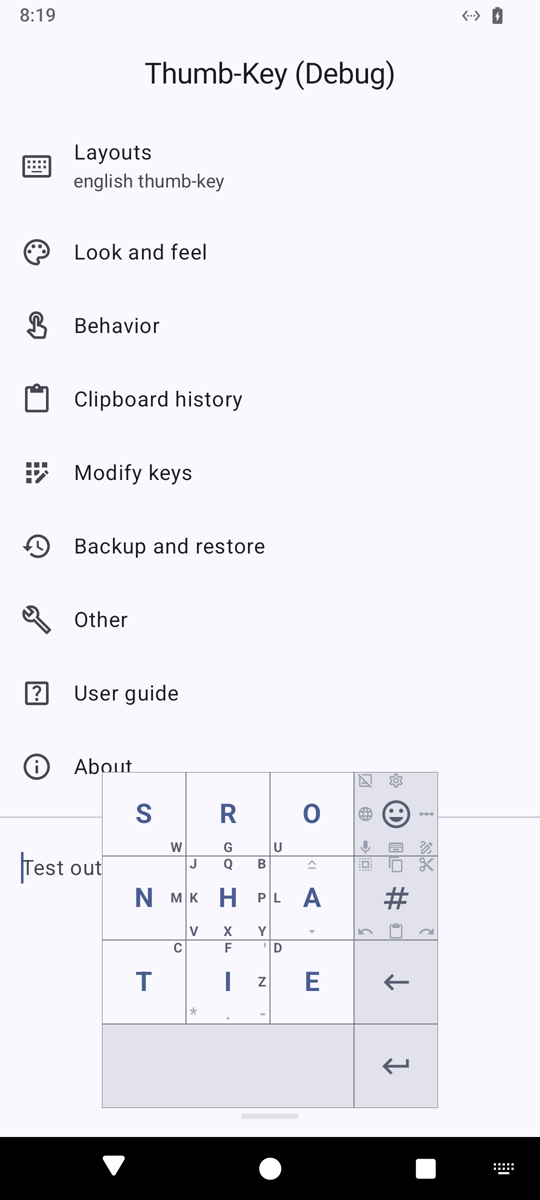 8:19
Thumb-Key (Debug)
Layouts
english thumb-key
Look and feel
Behavior
Clipboard history
Modify keys
Backup and restore
Other
User guide
About
Test out
S R O
W G U
J Q B
N M K H P L A #
V X Y
C F ' D
T I Z E
* . -